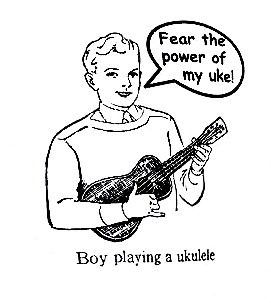 Fear the
power of
my uke!
Boy playing a ukulele